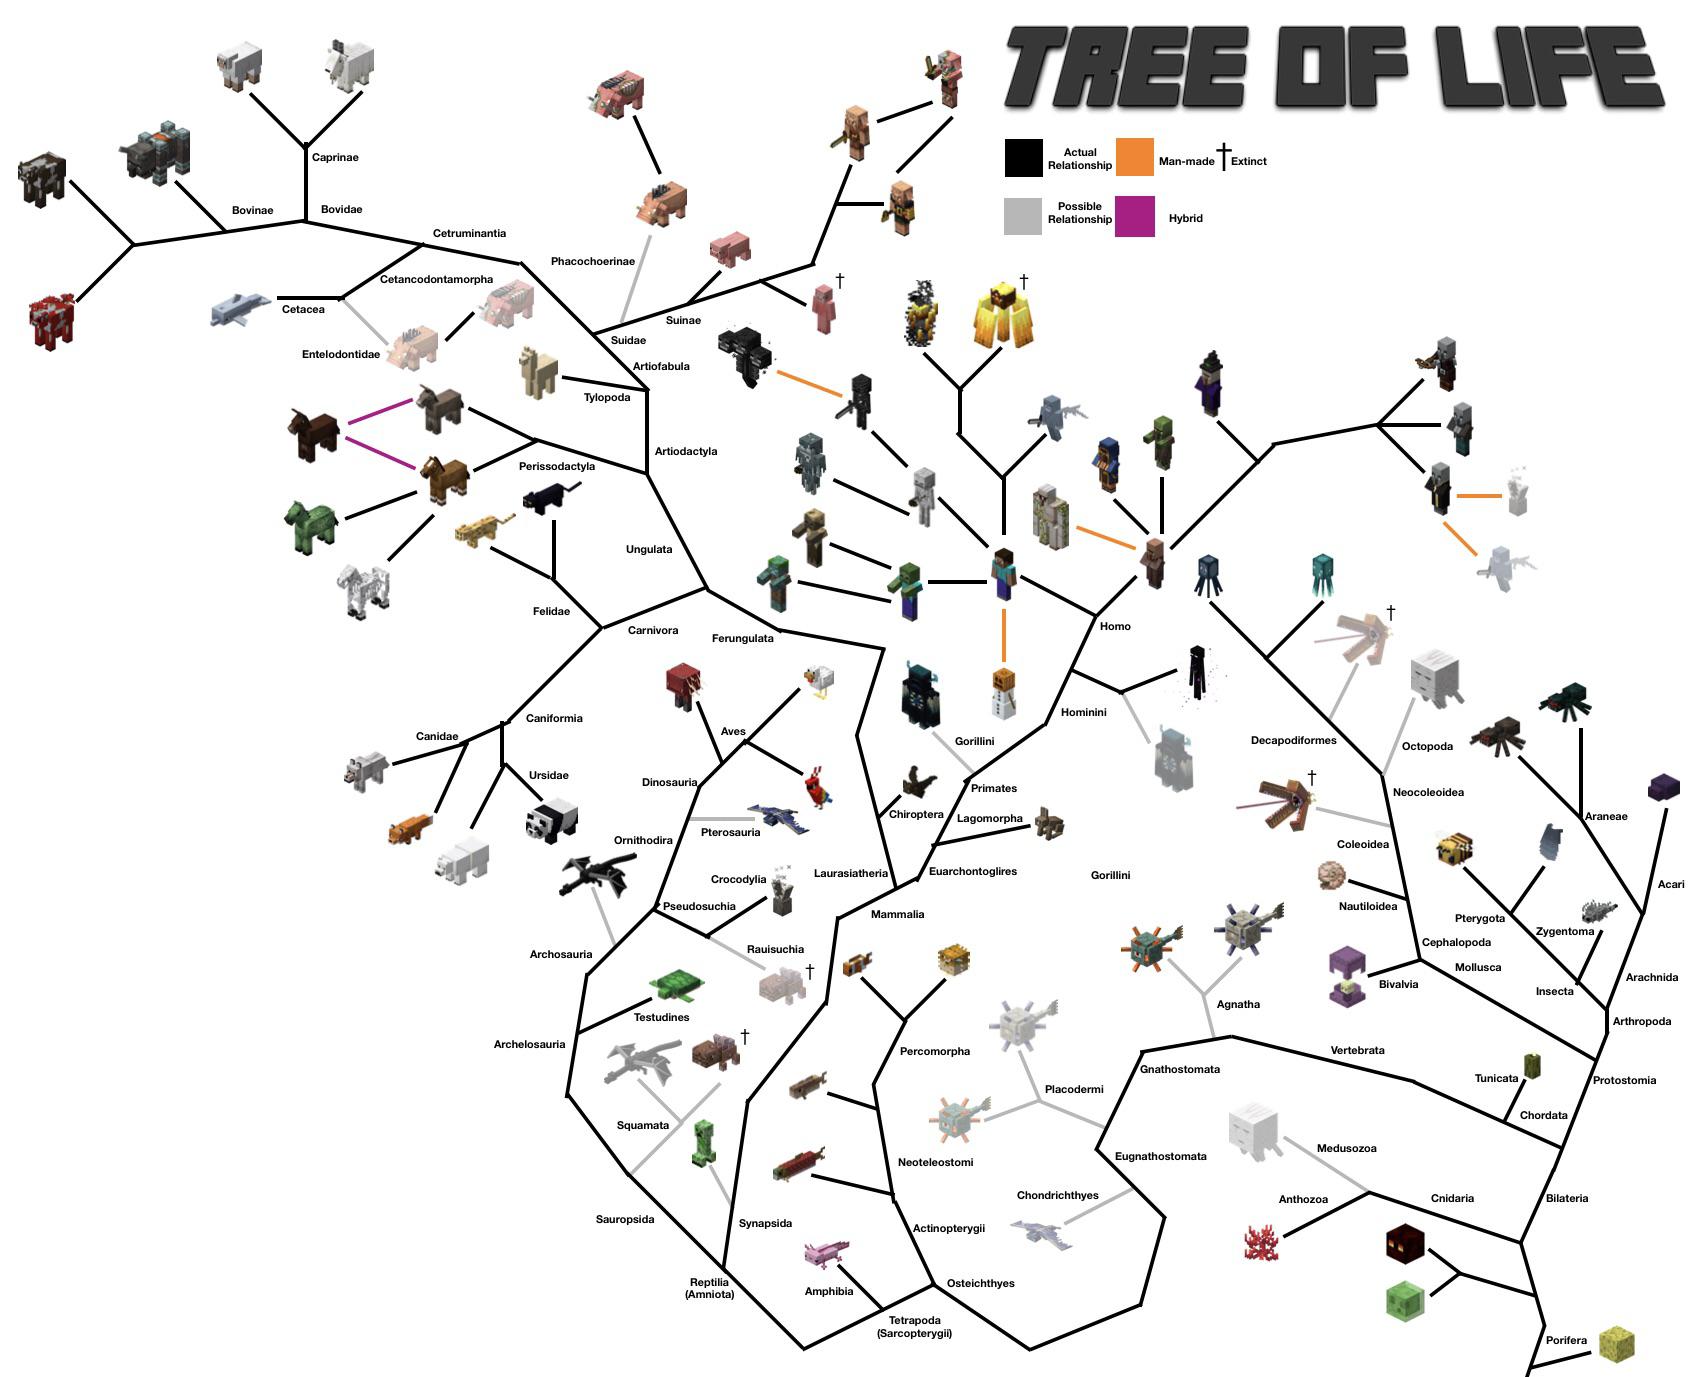 TREE OF LIFE
Actual
Relationship
Man-made
†
Extinct
Possible
Relationship
Hybrid
Caprinae
Bovinae
Bovidae
Cetruminantia
Phacochoerinae
Cetancodontamorpha
†
†
Cetacea
Suinae
Suidae
Entelodontidae
Artiofabula
Tylopoda
Artiodactyla
Perissodactyla
Ungulata
Felidae
Carnivora
Ferungulata
Homo
†
Hominini
Caniformia
Canidae
Aves
Gorillini
Decapodiformes
Octopoda
Ursidae
Dinosauria
Primates
†
Neocoleoidea
Chiroptera
Lagomorpha
Araneae
Pterosauria
Ornithodira
Coleoidea
Laurasiatheria
Euarchontoglires
Gorillini
Crocodylia
Acari
Pseudosuchia
Nautiloidea
Mammalia
Pterygota
Zygentoma
Rauisuchia
Archosauria
Cephalopoda
Mollusca
†
Arachnida
Bivalvia
Insecta
Agnatha
Testudines
Arthropoda
Archelosauria
†
Percomorpha
Vertebrata
Gnathostomata
Tunicata
Protostomia
Placodermi
Chordata
Squamata
Medusozoa
Eugnathostomata
Neoteleostomi
Chondrichthyes
Anthozoa
Cnidaria
Bilateria
Sauropsida
Synapsida
Actinopterygii
Reptilia
(Amniota)
Amphibia
Osteichthyes
Tetrapoda
(Sarcopterygii)
Porifera